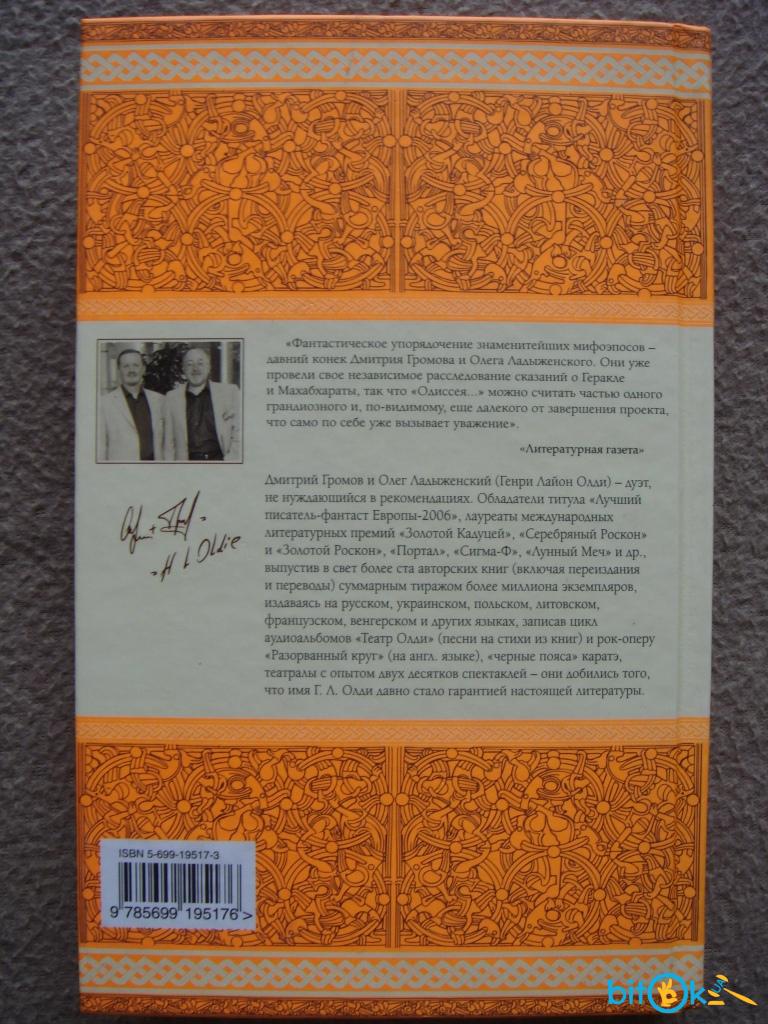 «Фантастическое упорядочение знаменитейших мифоэпосов –
давний конек Дмитрия Громова и Олега Ладыженского. Они уже
провели свое независимое расследование сказаний о Геракле
и Махабхараты, так что «Одиссея...» можно считать частью одного
грандиозного и, по-видимому, еще далекого от завершения проекта,
что само по себе уже вызывает уважение».
«Литературная газета»
Дмитрий Громов и Олег Ладыженский (Генри Лайон Олди) – дуэт,
не нуждающийся в рекомендациях. Обладатели титула «Лучший
писатель-фантаст Европы-2006», лауреаты международных
литературных премий «Золотой Кадуцей», «Серебряный Роскон»
и «Золотой Роскон», «Портал», «Сигма-Ф», «Лунный Меч» и др.,
выпустив в свет более ста авторских книг (включая переиздания
и переводы) суммарным тиражом более миллиона экземпляров,
издаваясь на русском, украинском, польском, литовском,
французском, венгерском и других языках, записав цикл
аудиоальбомов «Театр Олди» (песни на стихи из книг) и рок-оперу
«Разорванный круг» (на англ. языке), «черные пояса» каратэ,
театралы с опытом двух десятков спектаклей – они добились того,
что имя Г. Л. Олди давно стало гарантией настоящей литературы.
H L Oldie
ISBN 5-699-19517-3
9 785699 195176 >
bitOk UA